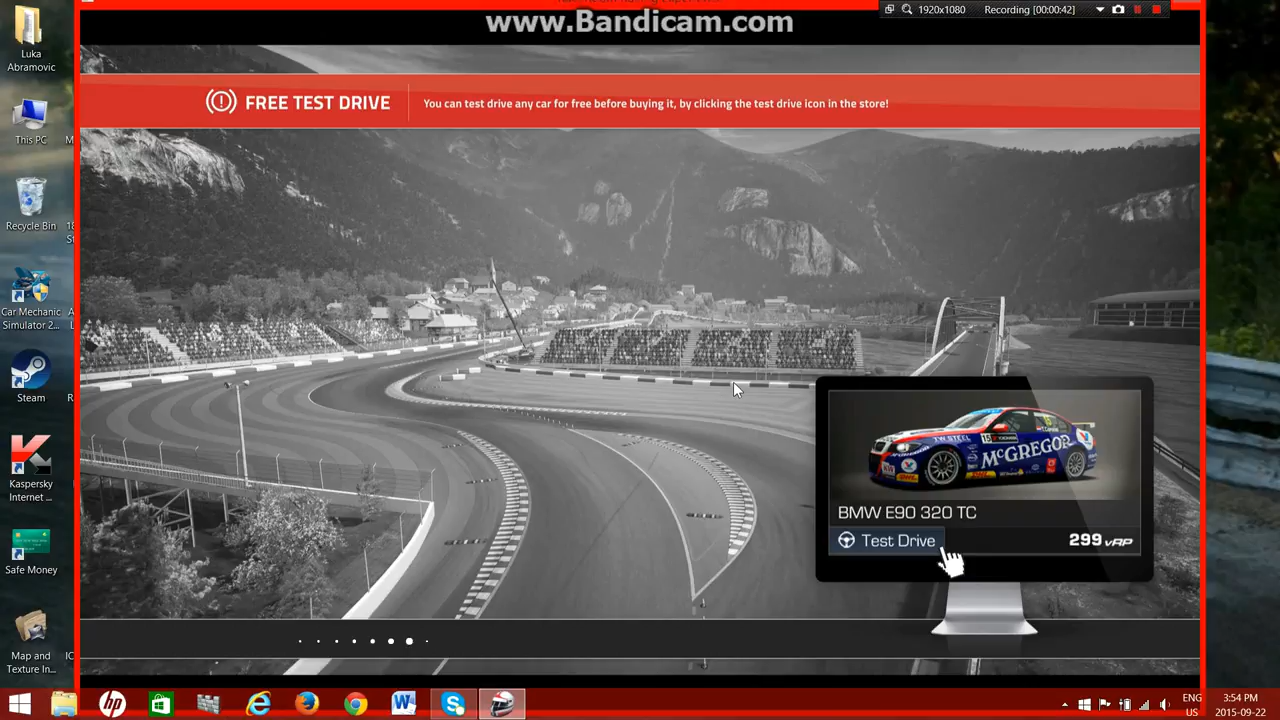 www.Bandicam.com
1920x1080
Recording [00:00:42]
FREE TEST DRIVE
You can test drive any car for free before buying it, by clicking the test drive icon in the store!
Luka
Abramovic
This PC
Recycle Bin
Car Mechanic
Simulator 2...
Steam
Kaspersky
Internet ...
Safe Money
Map and
Texture In...
T.W. STEEL
McGREGOR
BMW E90 320 TC
Test Drive
299 vRP
hp
ENG
US
3:54 PM
2015-09-22